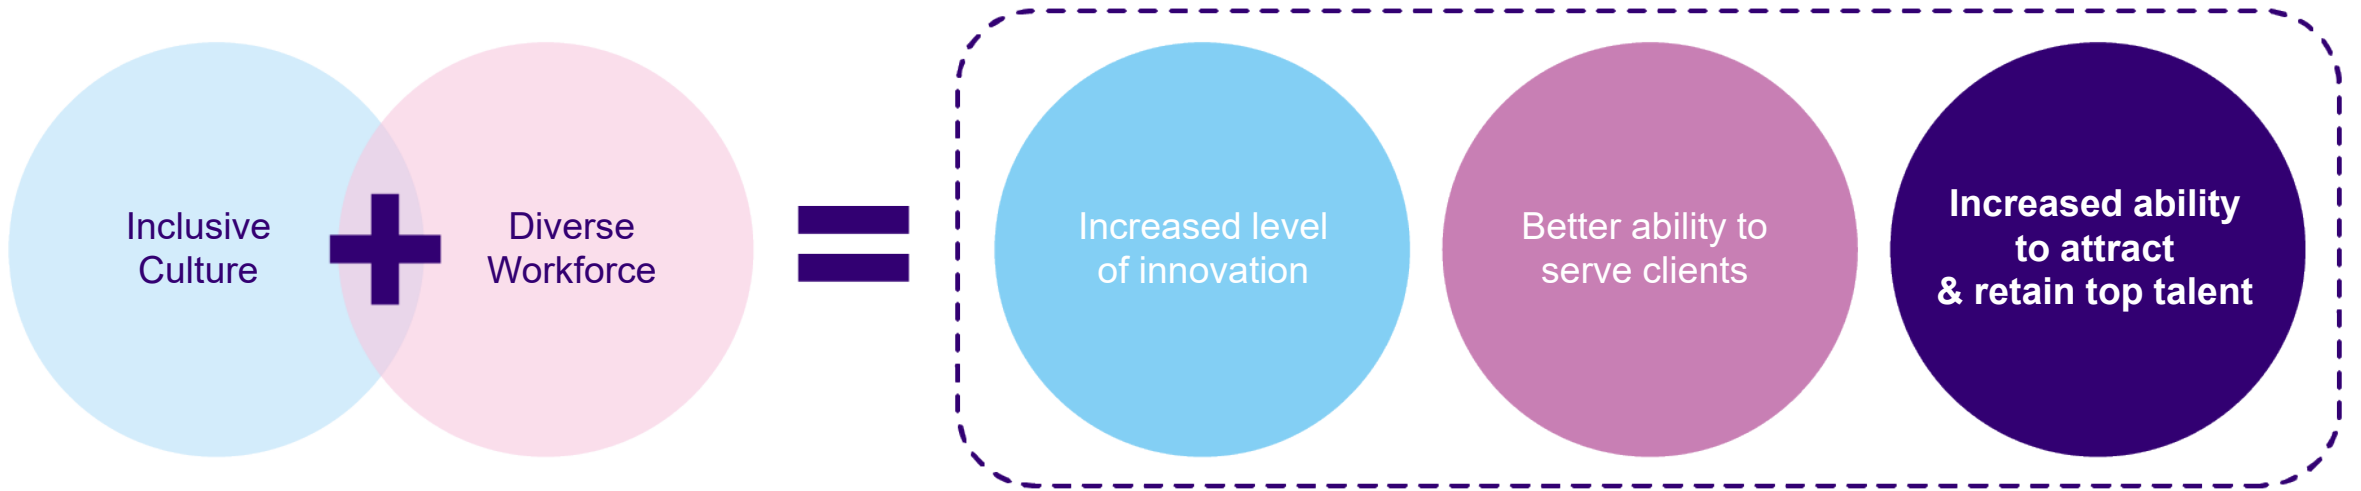 Inclusive
Culture
+
Diverse
Workforce
=
Increased level
of innovation
Better ability to
serve clients
Increased ability
to attract
& retain top talent